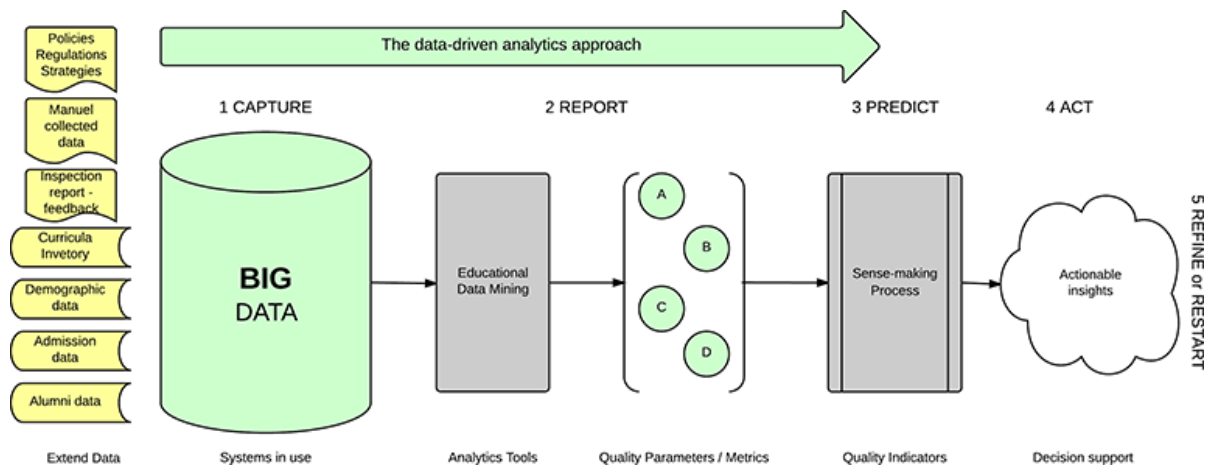 Policies
Regulations
Strategies
Manuel
collected
data
Inspection
report -
feedback
Curricula
Invetory
Demographic
data
Admission
data
Alumni data
Extend Data
The data-driven analytics approach
1 CAPTURE
2 REPORT
3 PREDICT
4 ACT
BIG
DATA
Educational
Data Mining
A
B
C
D
Sense-making
Process
Actionable
insights
5 REFINE or RESTART
Systems in use
Analytics Tools
Quality Parameters / Metrics
Quality Indicators
Decision support